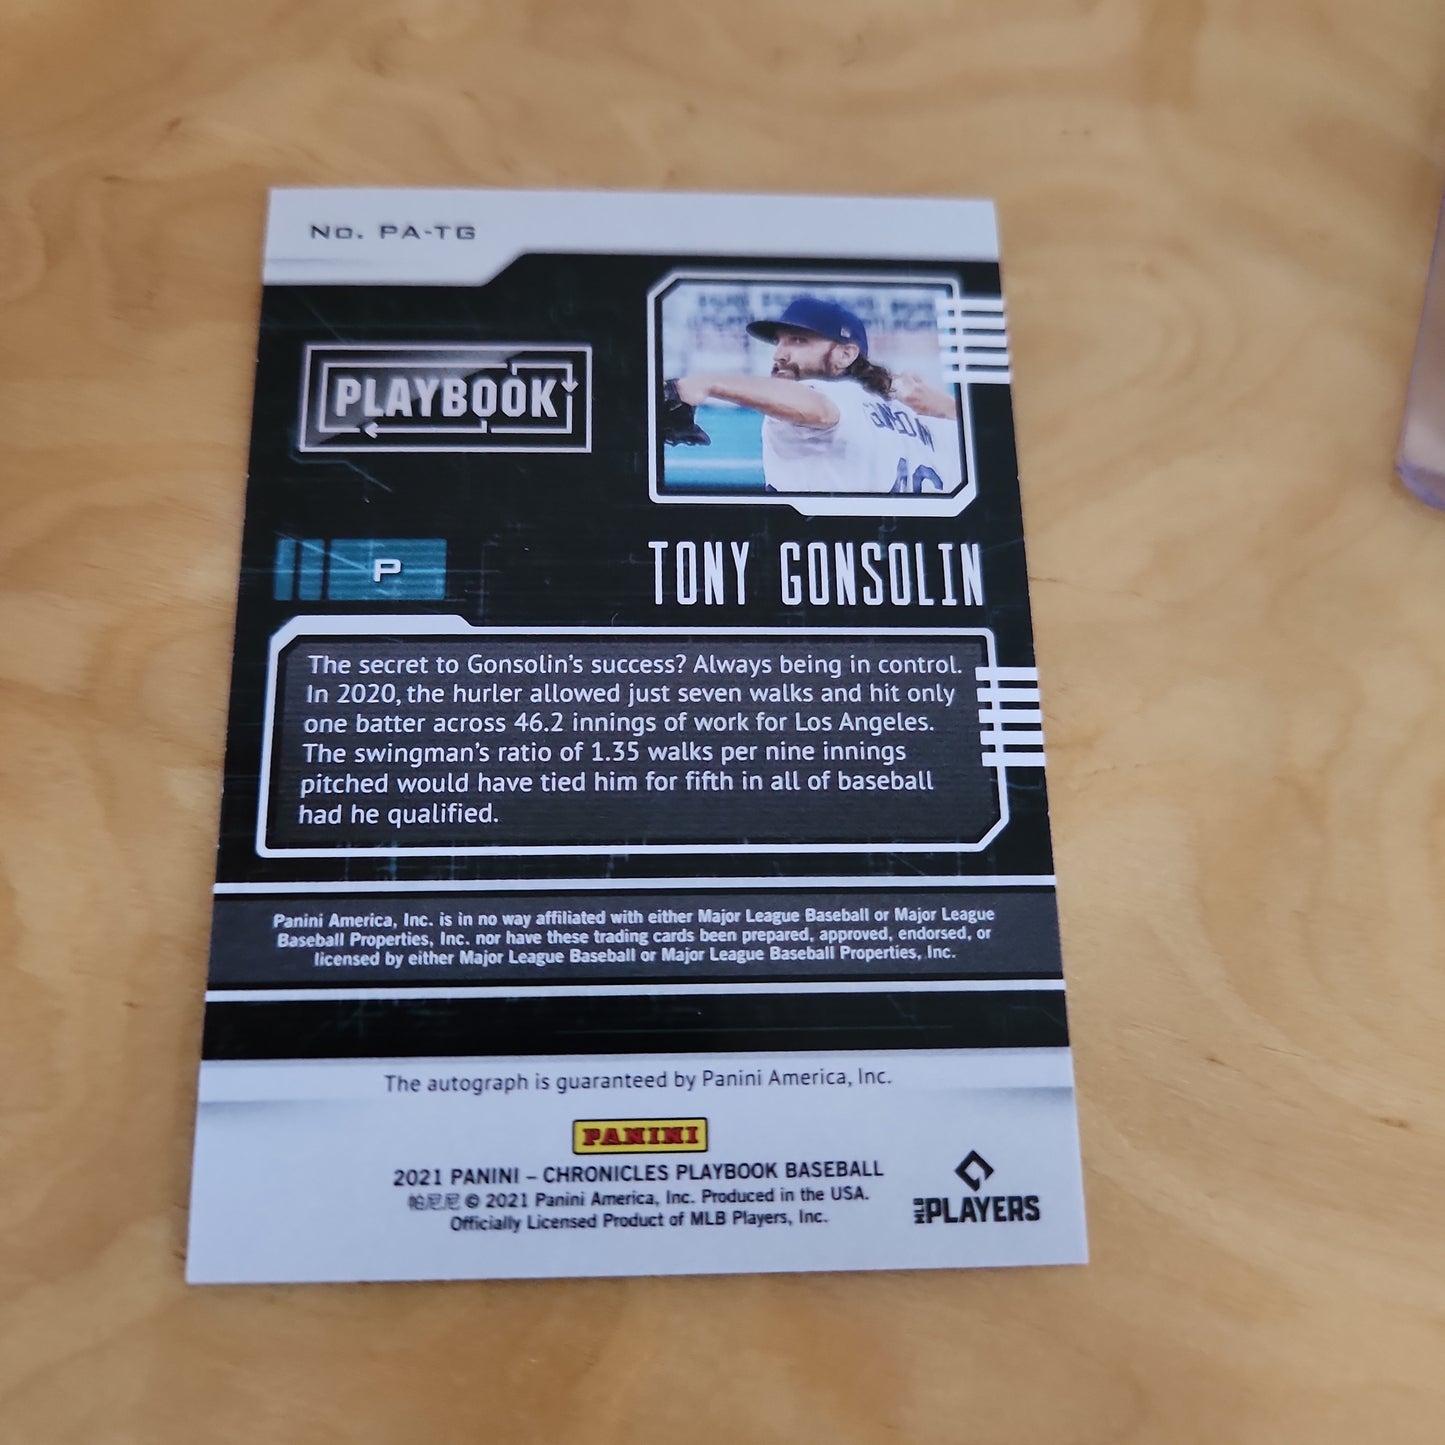 No. PA-TG
PLAYBOOK
GONSOLIN
46
P
TONY GONSOLIN
The secret to Gonsolin's success? Always being in control.
In 2020, the hurler allowed just seven walks and hit only
one batter across 46.2 innings of work for Los Angeles.
The swingman's ratio of 1.35 walks per nine innings
pitched would have tied him for fifth in all of baseball
had he qualified.
Panini America, Inc. is in no way affiliated with either Major League Baseball or Major League
Baseball Properties, Inc. nor have these trading cards been prepared, approved, endorsed, or
licensed by either Major League Baseball or Major League Baseball Properties, Inc.
The autograph is guaranteed by Panini America, Inc.
PANINI
2021 PANINI – CHRONICLES PLAYBOOK BASEBALL
帕尼尼 © 2021 Panini America, Inc. Produced in the USA.
Officially Licensed Product of MLB Players, Inc.
MLB PLAYERS